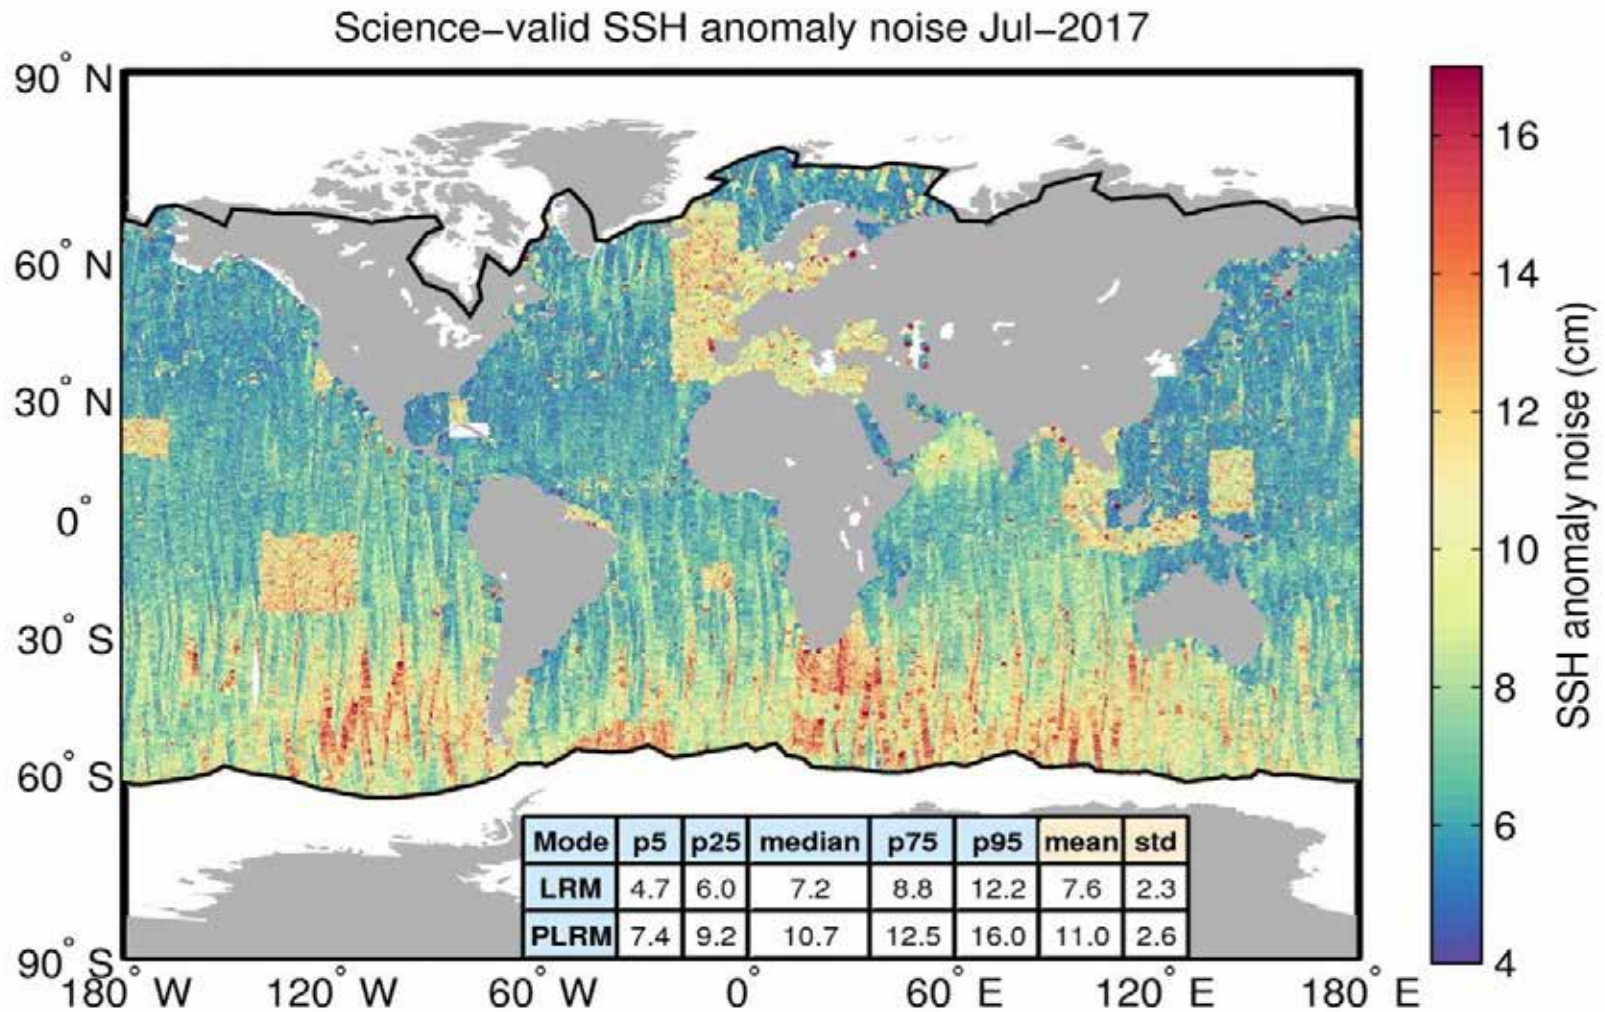 Science−valid SSH anomaly noise Jul−2017
90° N
60° N
30° N
0°
30° S
60° S
90° S
180° W 120° W 60° W 0° 60° E 120° E 180° E
16
14
12
10
8
6
4
SSH anomaly noise (cm)
Mode p5 p25 median p75 p95 mean std
LRM 4.7 6.0 7.2 8.8 12.2 7.6 2.3
PLRM 7.4 9.2 10.7 12.5 16.0 11.0 2.6